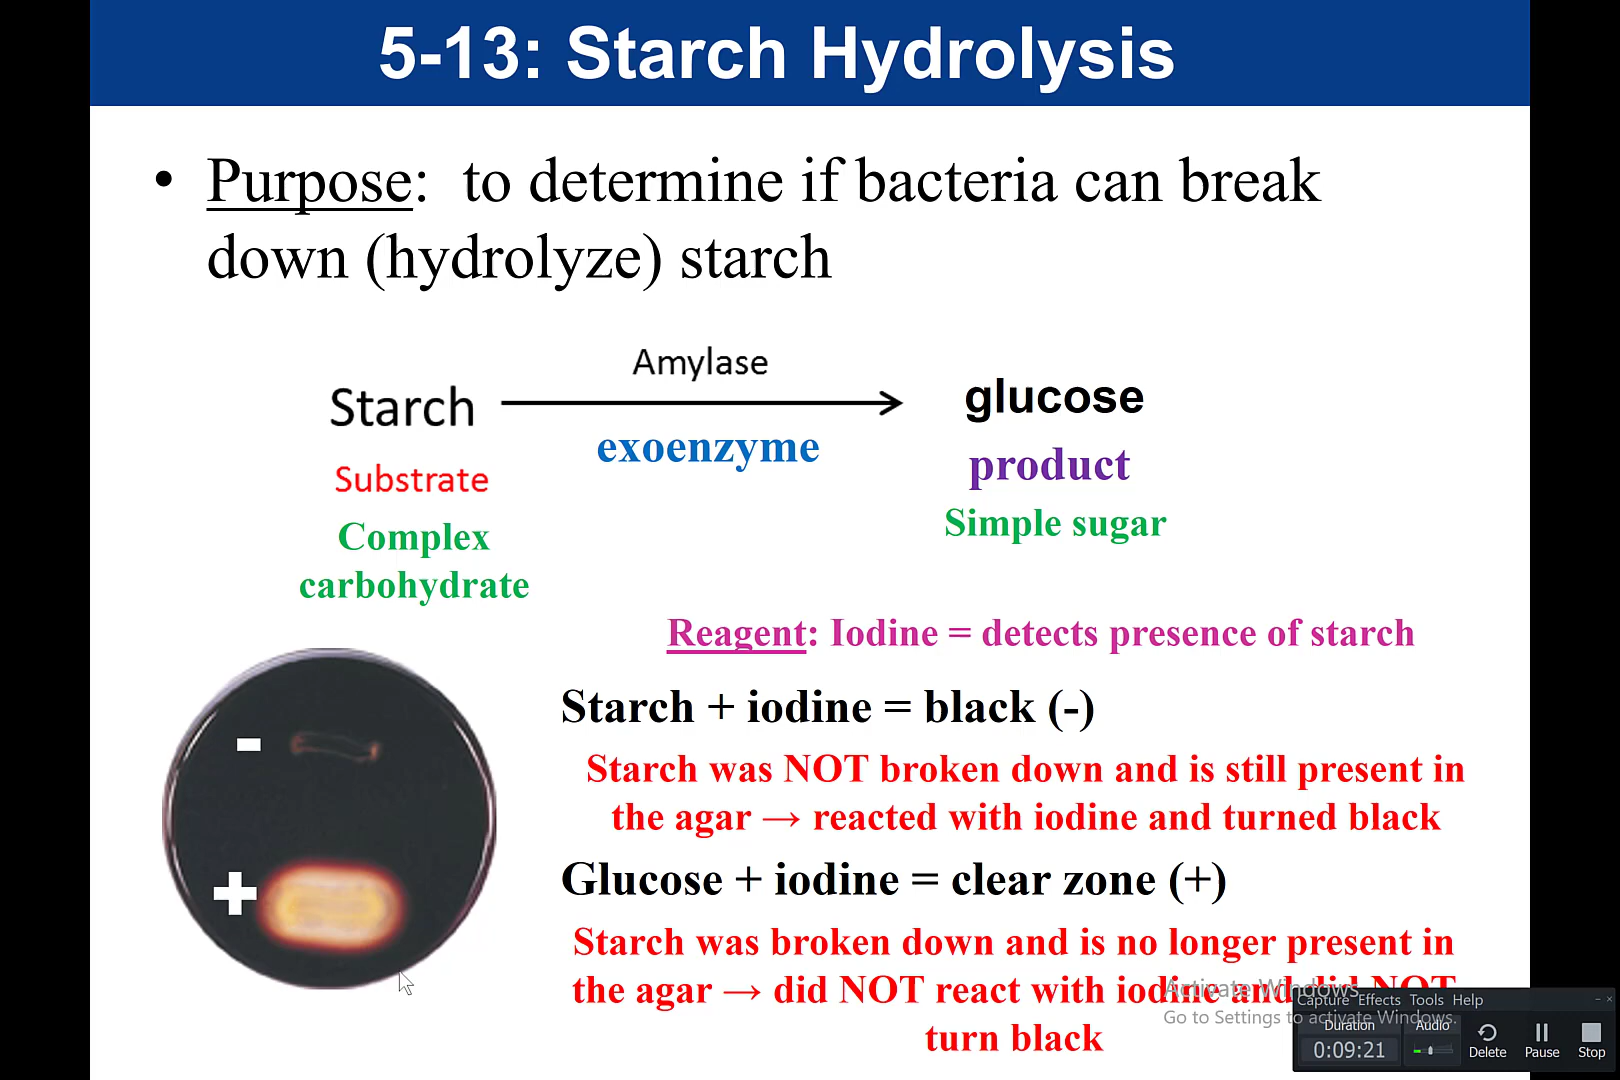 5-13: Starch Hydrolysis
• Purpose: to determine if bacteria can break
down (hydrolyze) starch
Amylase
Starch
glucose
exoenzyme
product
Substrate
Simple sugar
Complex
carbohydrate
Reagent: Iodine = detects presence of starch
Starch + iodine = black (-)
-
Starch was NOT broken down and is still present in
the agar → reacted with iodine and turned black
Glucose + iodine = clear zone (+)
+
Starch was broken down and is no longer present in
the agar → did NOT react with iodine and did NOT
turn black
Activate Windows
Go to Settings to activate Windows.
Capture Effects Tools Help
Duration
Audio
0:09:21
Delete
Pause
Stop